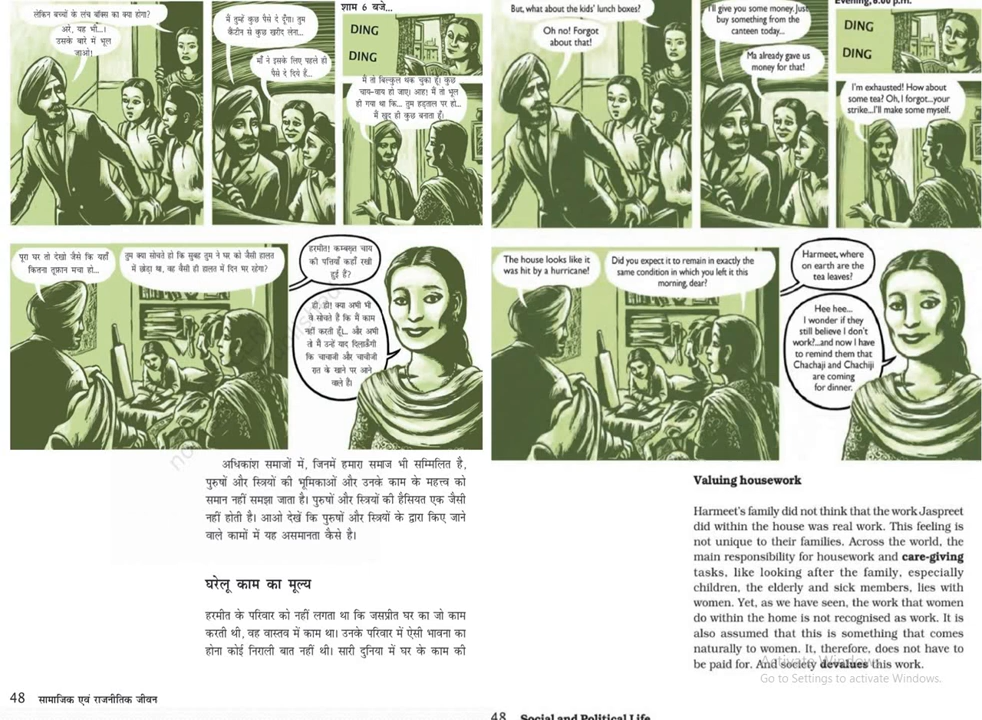 लेकिन बच्चों के लंच बॉक्स का क्या होगा?
अरे, यह भी...।
उसके बारे में भूल
जाओ!
मैं तुम्हें कुछ पैसे दे दूँगा। तुम
कैंटीन से कुछ खरीद लेना...
माँ ने इसके लिए पहले ही
पैसे दे दिये हैं...
शाम 6 बजे...
DING
DING
मैं तो बिल्कुल थक चुका हूँ। कुछ
चाय-वाय हो जाए। आह! मैं तो भूल
ही गया था कि... तुम हड़ताल पर हो...
मैं खुद ही कुछ बनाता हूँ।
पूरा घर तो देखो जैसे कि यहाँ
कितना तूफ़ान मचा हो...
तुम क्या सोचते हो कि सुबह तुम ने घर को जैसी हालत
में छोड़ा था, वह वैसी ही हालत में दिन भर रहेगा?
हरमीत! कम्बख़्त चाय
की पत्तियाँ कहाँ रखी
हुई हैं?
ही, ही! क्या अभी भी
वे सोचते हैं कि मैं काम
नहीं करती हूँ... और अभी
तो मैं उन्हें याद दिलाऊँगी
कि चाचाजी और चाचीजी
रात के खाने पर आने
वाले हैं।
अधिकांश समाजों में, जिनमें हमारा समाज भी सम्मिलित है,
पुरुषों और स्त्रियों की भूमिकाओं और उनके काम के महत्त्व को
समान नहीं समझा जाता है। पुरुषों और स्त्रियों की हैसियत एक जैसी
नहीं होती है। आओ देखें कि पुरुषों और स्त्रियों के द्वारा किए जाने
वाले कामों में यह असमानता कैसे है।
घरेलू काम का मूल्य
हरमीत के परिवार को नहीं लगता था कि जसप्रीत घर का जो काम
करती थी, वह वास्तव में काम था। उनके परिवार में ऐसी भावना का
होना कोई निराली बात नहीं थी। सारी दुनिया में घर के काम की
48 सामाजिक एवं राजनीतिक जीवन
But, what about the kids' lunch boxes?
Oh no! Forgot
about that!
I'll give you some money. Just
buy something from the
canteen today...
Ma already gave us
money for that!
Evening, 6.00 p.m.
DING
DING
I'm exhausted! How about
some tea? Oh, I forgot...your
strike...I'll make some myself.
The house looks like it
was hit by a hurricane!
Did you expect it to remain in exactly the
same condition in which you left it this
morning, dear?
Harmeet, where
on earth are the
tea leaves?
Hee hee...
I wonder if they
still believe I don't
work?...and now I have
to remind them that
Chachaji and Chachiji
are coming
for dinner.
Valuing housework
Harmeet's family did not think that the work Jaspreet
did within the house was real work. This feeling is
not unique to their families. Across the world, the
main responsibility for housework and care-giving
tasks, like looking after the family, especially
children, the elderly and sick members, lies with
women. Yet, as we have seen, the work that women
do within the home is not recognised as work. It is
also assumed that this is something that comes
naturally to women. It, therefore, does not have to
be paid for. And society devalues this work.
Activate Windows
Go to Settings to activate Windows.
48 Social and Political Life